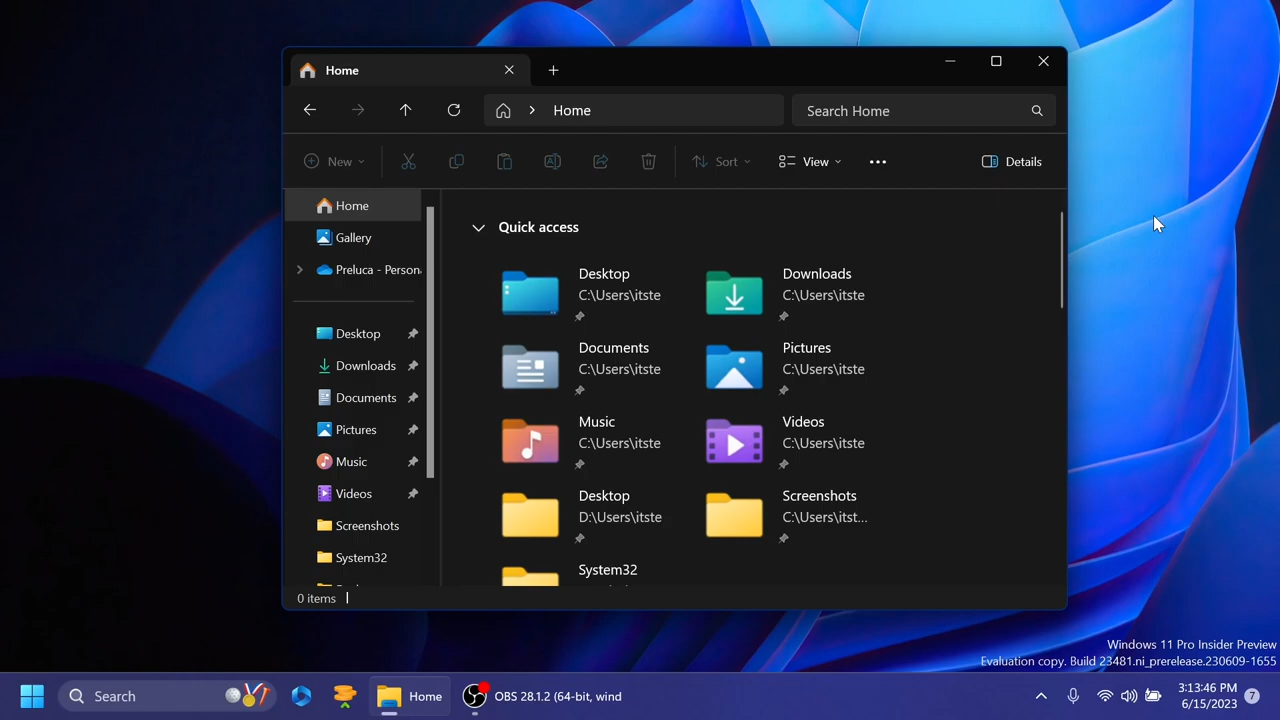 Home
Home
Search Home
New
Sort
View
Details
Home
Gallery
Preluca - Person
Desktop
Downloads
Documents
Pictures
Music
Videos
Screenshots
System32
Quick access
Desktop
C:\Users\itste
Downloads
C:\Users\itste
Documents
C:\Users\itste
Pictures
C:\Users\itste
Music
C:\Users\itste
Videos
C:\Users\itste
Desktop
D:\Users\itste
Screenshots
C:\Users\itst...
System32
0 items
Windows 11 Pro Insider Preview
Evaluation copy. Build 23481.ni_prerelease.230609-1655
Search
Home
OBS 28.1.2 (64-bit, wind
3:13:46 PM
6/15/2023
7